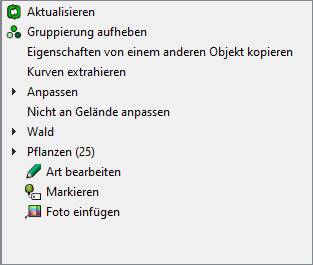 Aktualisieren
Gruppierung aufheben
Eigenschaften von einem anderen Objekt kopieren
Kurven extrahieren
Anpassen
Nicht an Gelände anpassen
Wald
Pflanzen (25)
Art bearbeiten
Markieren
Foto einfügen